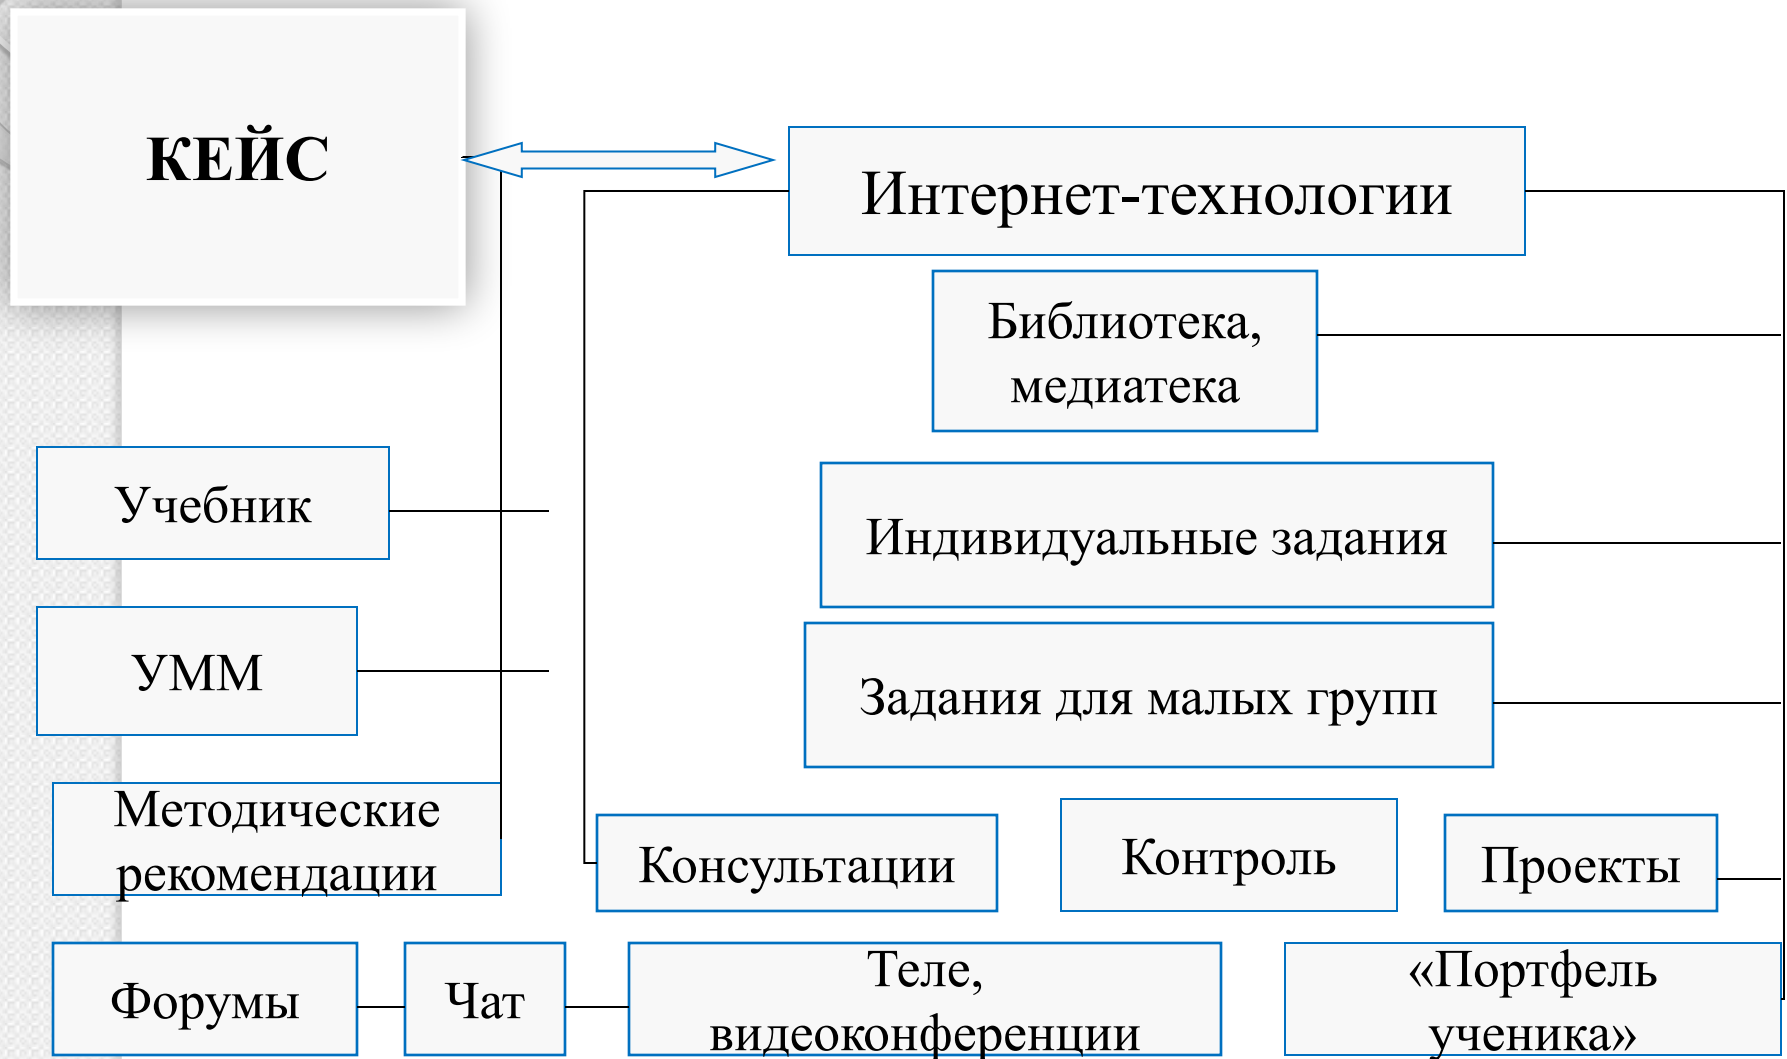 КЕЙС
Интернет-технологии
Библиотека,
медиатека
Учебник
Индивидуальные задания
УММ
Задания для малых групп
Методические
рекомендации
Консультации
Контроль
Проекты
Форумы
Чат
Теле,
видеоконференции
«Портфель
ученика»